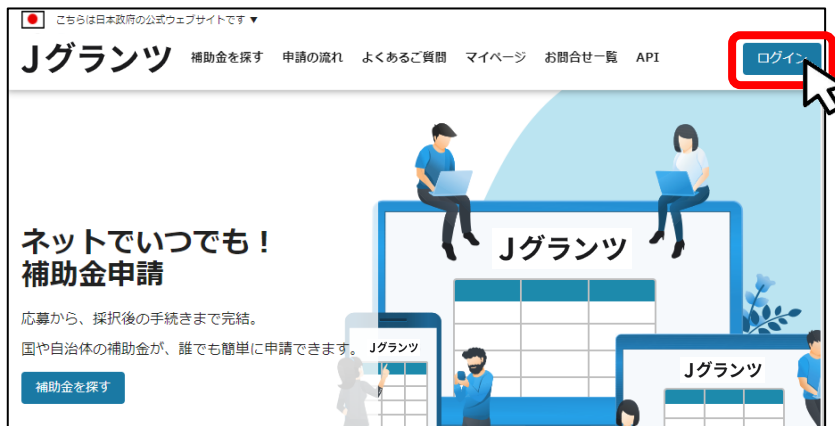 こちらは日本政府の公式ウェブサイトです ▼
Jグランツ 補助金を探す 申請の流れ よくあるご質問 マイページ お問合せ一覧 API ログイン
ネットでいつでも！
補助金申請
応募から、採択後の手続きまで完結。
国や自治体の補助金が、誰でも簡単に申請できます。
補助金を探す
Jグランツ
Jグランツ
Jグランツ